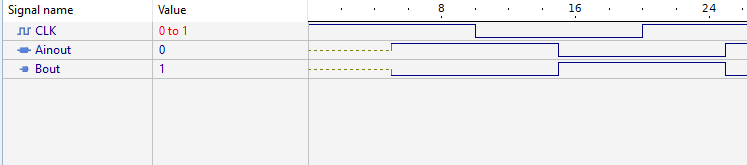 Signal name Value 8 16 24
CLK 0 to 1
Ainout 0
Bout 1